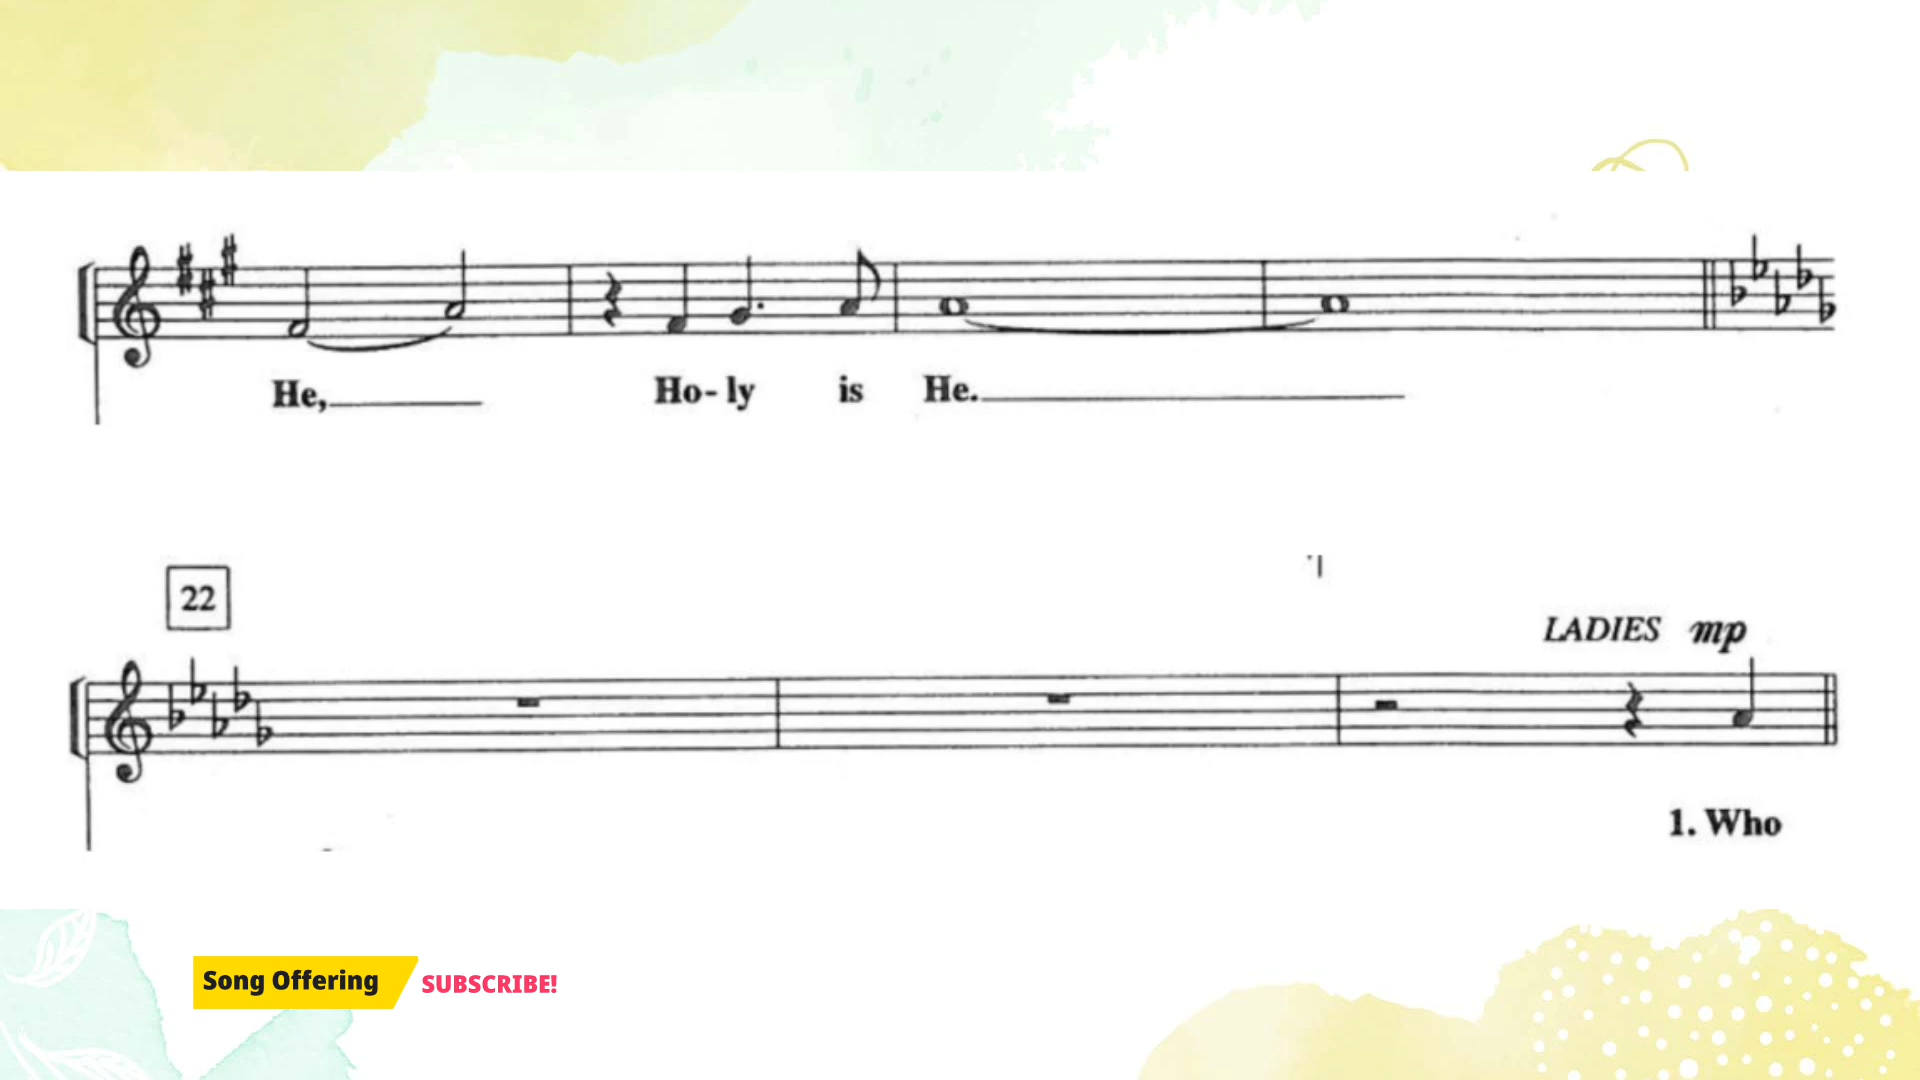 He, Ho-ly is He.
22
LADIES mp
1. Who
Song Offering SUBSCRIBE!